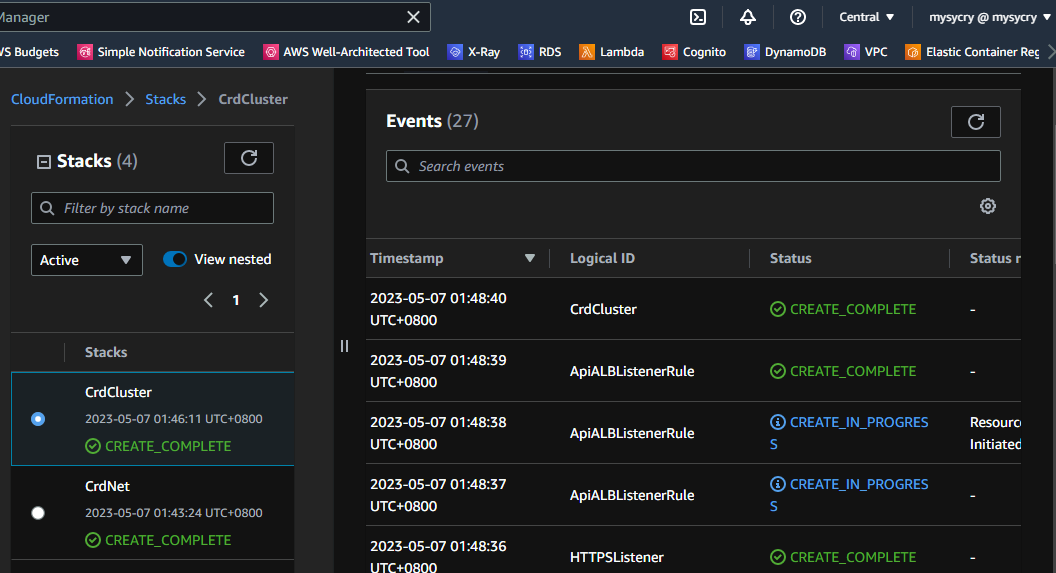 Manager
Central ▼
mysycry @ mysycry ▼
WS Budgets
Simple Notification Service
AWS Well-Architected Tool
X-Ray
RDS
Lambda
Cognito
DynamoDB
VPC
Elastic Container Reg
CloudFormation > Stacks > CrdCluster
Stacks (4)
Filter by stack name
Active ▼
View nested
< 1 >
Stacks
CrdCluster
2023-05-07 01:46:11 UTC+0800
CREATE_COMPLETE
CrdNet
2023-05-07 01:43:24 UTC+0800
CREATE_COMPLETE
Events (27)
Search events
Timestamp ▼ Logical ID Status Status r
2023-05-07 01:48:40
UTC+0800
CrdCluster
CREATE_COMPLETE
-
2023-05-07 01:48:39
UTC+0800
ApiALBListenerRule
CREATE_COMPLETE
-
2023-05-07 01:48:38
UTC+0800
ApiALBListenerRule
CREATE_IN_PROGRES
S
Resourc
Initiated
2023-05-07 01:48:37
UTC+0800
ApiALBListenerRule
CREATE_IN_PROGRES
S
-
2023-05-07 01:48:36
UTC+0800
HTTPSListener
CREATE_COMPLETE
-